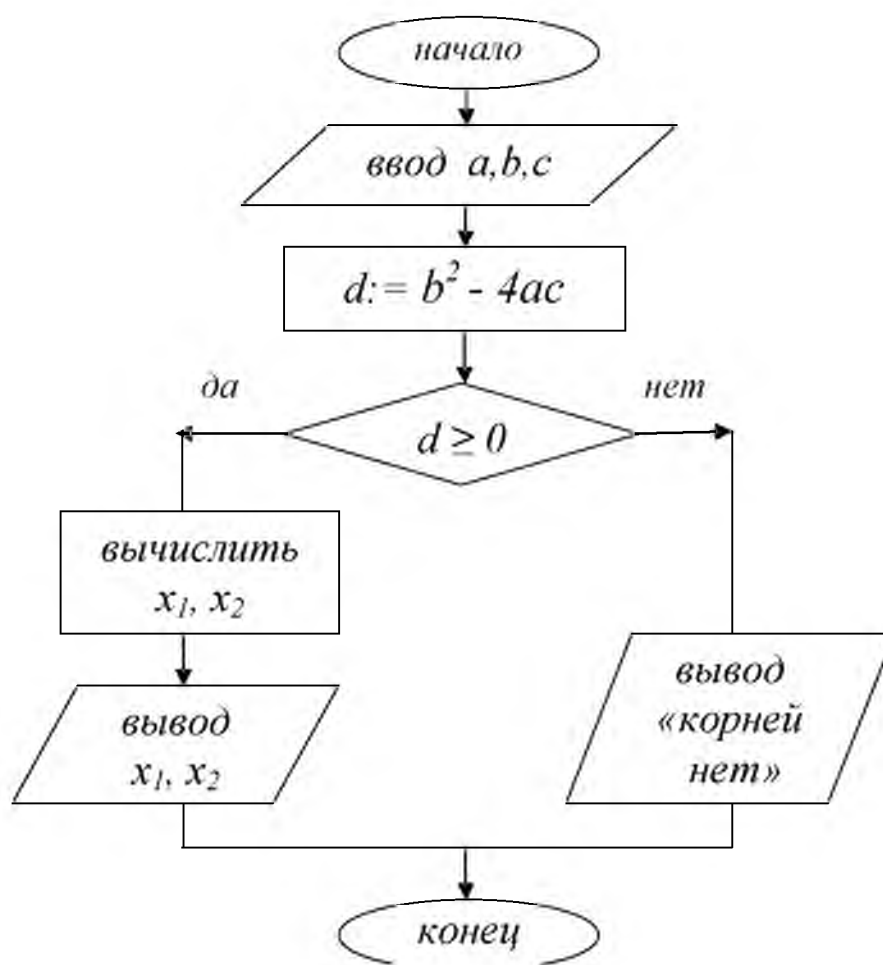 начало
ввод a,b,c
d:= b² - 4ac
да
нет
d ≥ 0
вычислить
x₁, x₂
вывод
x₁, x₂
вывод
«корней
нет»
конец